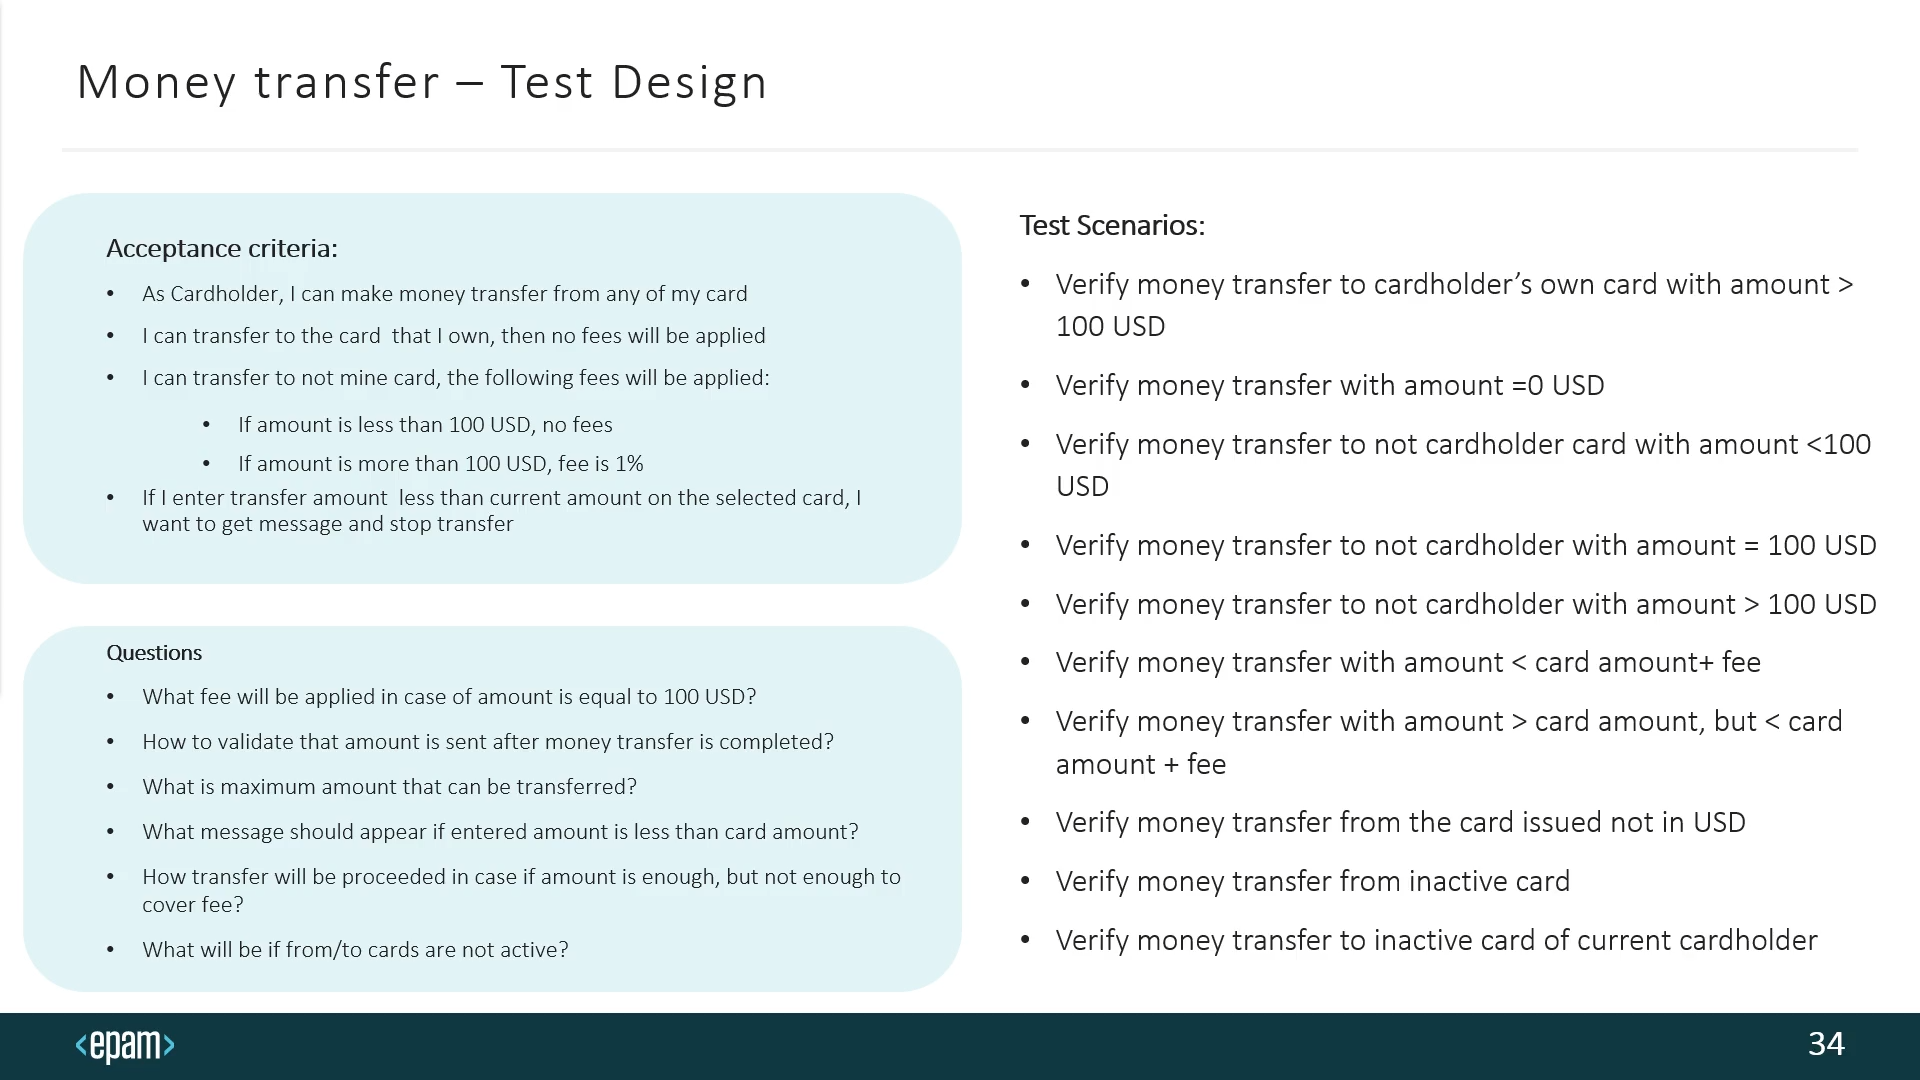 Money transfer – Test Design
Acceptance criteria:
• As Cardholder, I can make money transfer from any of my card
• I can transfer to the card that I own, then no fees will be applied
• I can transfer to not mine card, the following fees will be applied:
• If amount is less than 100 USD, no fees
• If amount is more than 100 USD, fee is 1%
• If I enter transfer amount less than current amount on the selected card, I
want to get message and stop transfer
Questions
• What fee will be applied in case of amount is equal to 100 USD?
• How to validate that amount is sent after money transfer is completed?
• What is maximum amount that can be transferred?
• What message should appear if entered amount is less than card amount?
• How transfer will be proceeded in case if amount is enough, but not enough to
cover fee?
• What will be if from/to cards are not active?
Test Scenarios:
• Verify money transfer to cardholder’s own card with amount >
100 USD
• Verify money transfer with amount =0 USD
• Verify money transfer to not cardholder card with amount <100
USD
• Verify money transfer to not cardholder with amount = 100 USD
• Verify money transfer to not cardholder with amount > 100 USD
• Verify money transfer with amount < card amount+ fee
• Verify money transfer with amount > card amount, but < card
amount + fee
• Verify money transfer from the card issued not in USD
• Verify money transfer from inactive card
• Verify money transfer to inactive card of current cardholder
<epam>
34